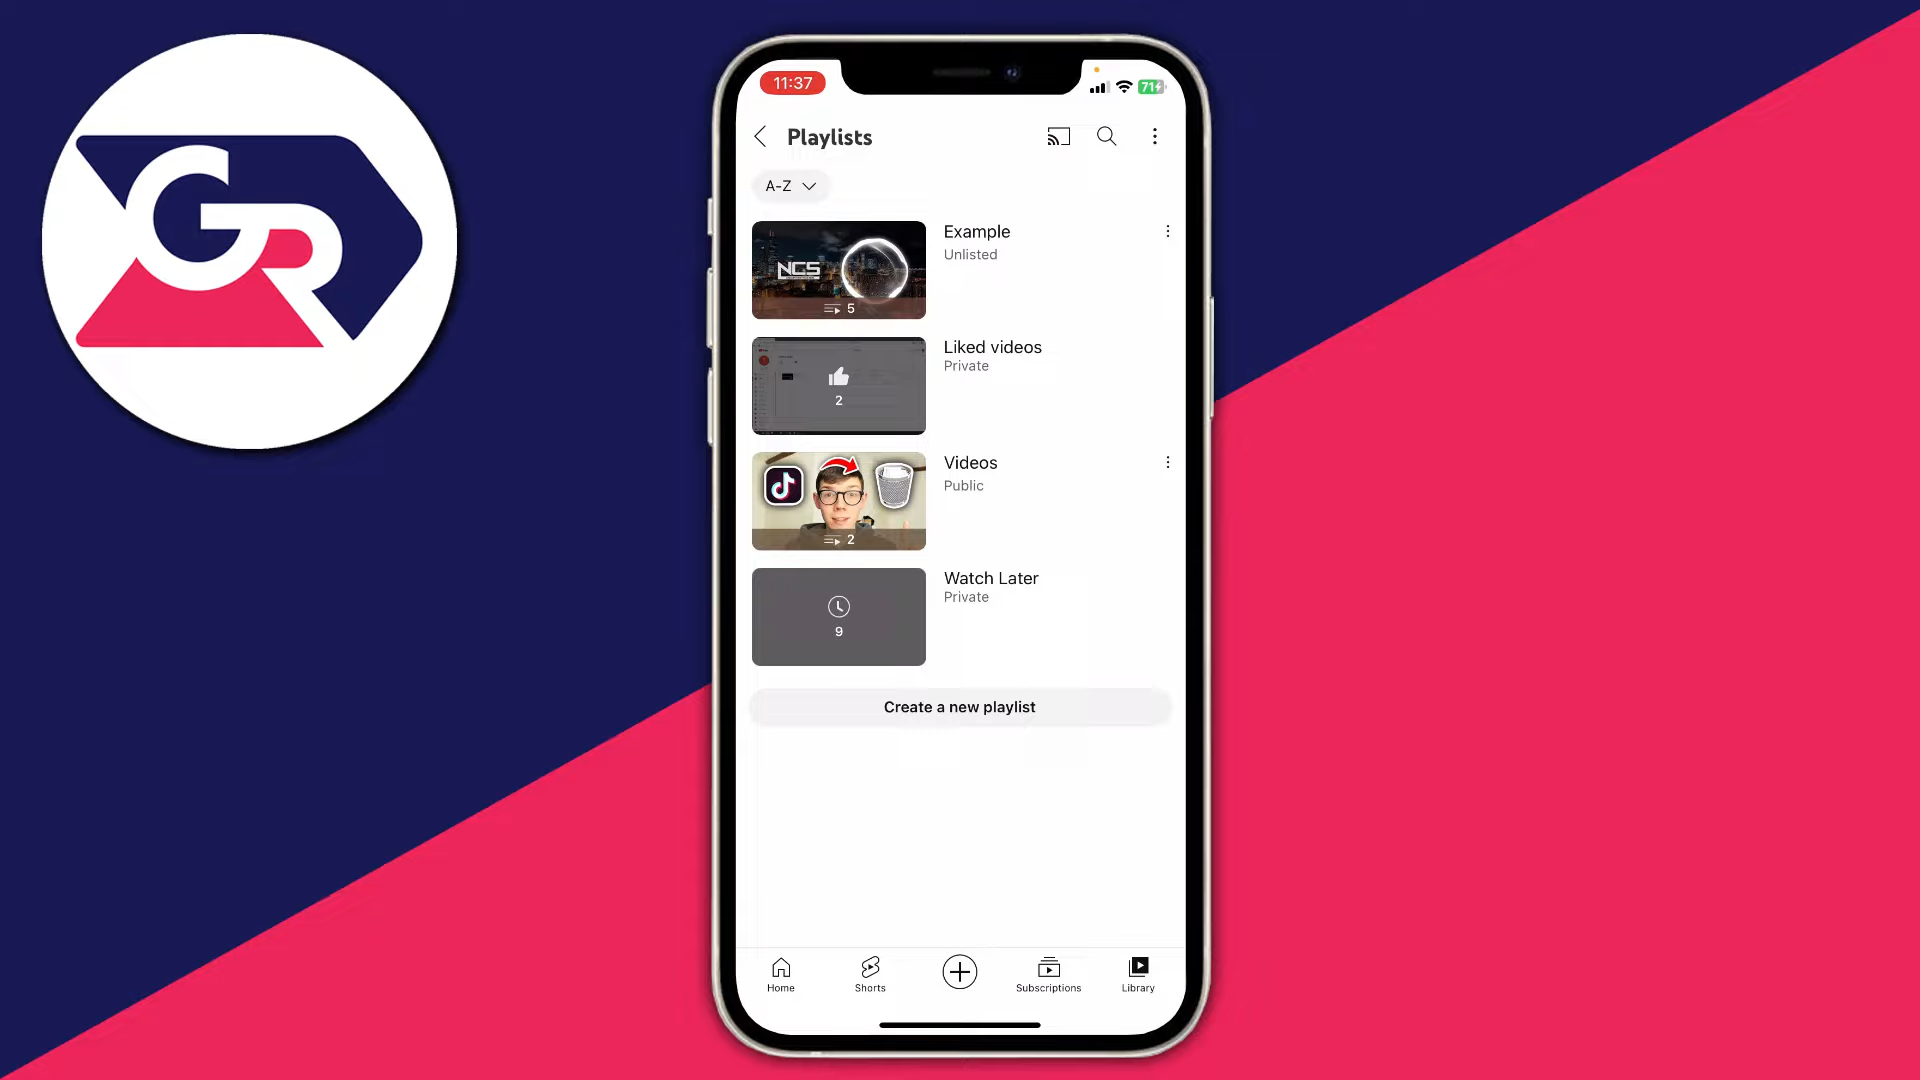 GR
11:37
71
Playlists
A-Z
NCS
5
Example
Unlisted
2
Liked videos
Private
2
Videos
Public
9
Watch Later
Private
Create a new playlist
Home
Shorts
Subscriptions
Library